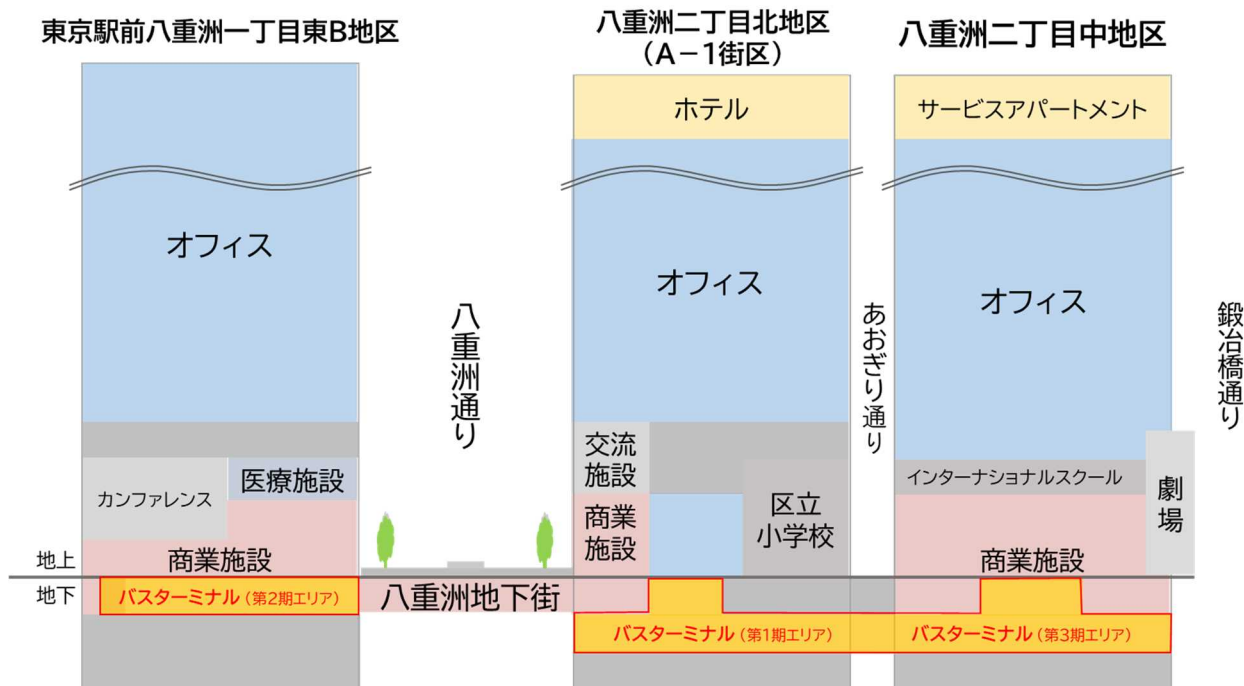 東京駅前八重洲一丁目東B地区
八重洲二丁目北地区
(A－1街区)
八重洲二丁目中地区
オフィス
カンファレンス
医療施設
商業施設
八重洲通り
ホテル
オフィス
交流
施設
商業
施設
区立
小学校
あおぎり通り
サービスアパートメント
オフィス
インターナショナルスクール
商業施設
劇場
鍛冶橋通り
地上
地下
バスターミナル(第2期エリア)
八重洲地下街
バスターミナル(第1期エリア)
バスターミナル(第3期エリア)